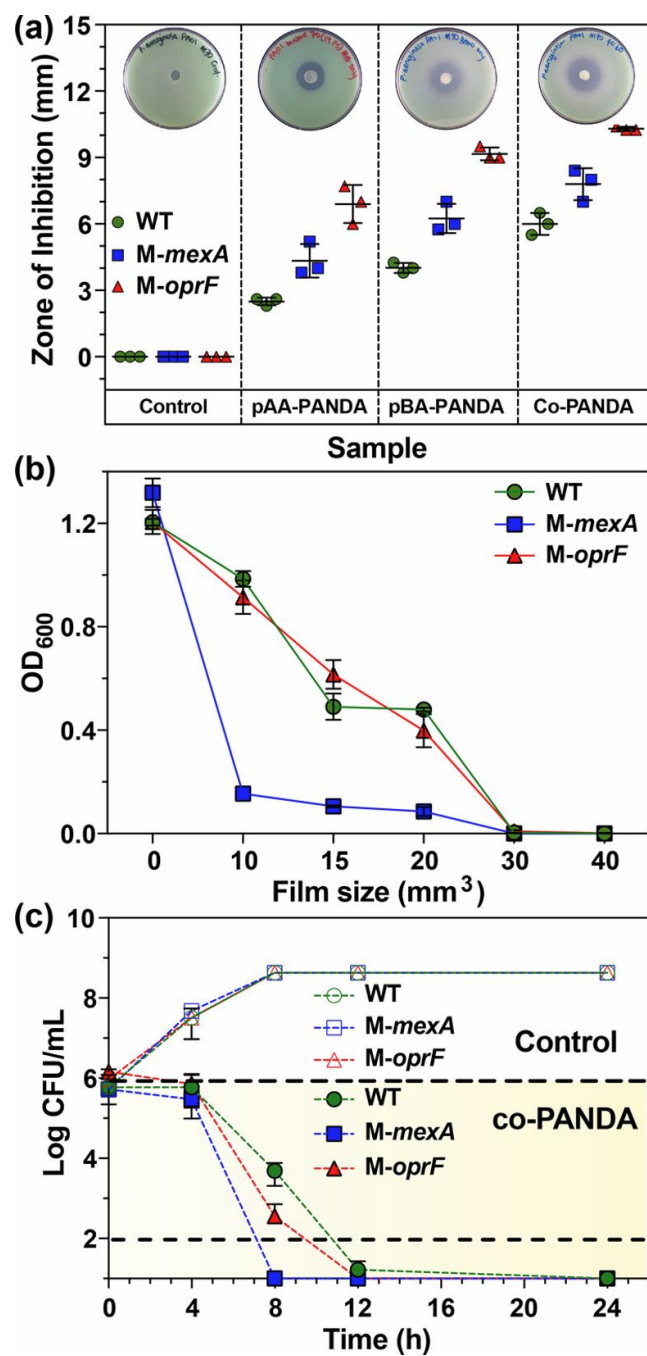 (a)
15
12
9
6
3
0
Zone of Inhibition (mm)
WT
M-mexA
M-oprF
Control
pAA-PANDA
pBA-PANDA
Co-PANDA
Sample
(b)
1.2
0.8
0.4
0.0
OD600
WT
M-mexA
M-oprF
0 10 15 20 30 40
Film size (mm3)
(c)
10
8
6
4
2
Log CFU/mL
WT
M-mexA
M-oprF
Control
WT
M-mexA
M-oprF
co-PANDA
0 4 8 12 16 20 24
Time (h)